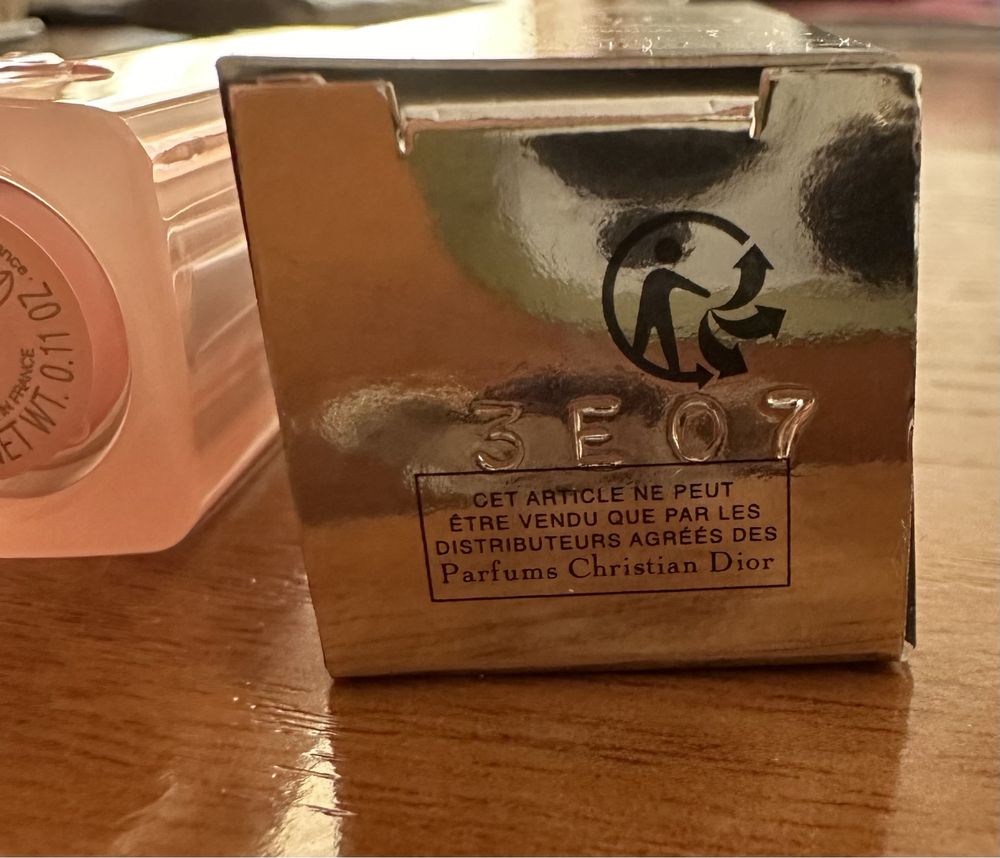 3E07
CET ARTICLE NE PEUT
ÊTRE VENDU QUE PAR LES
DISTRIBUTEURS AGRÉÉS DES
Parfums Christian Dior
FRANCE
WT. 0.11 OZ.